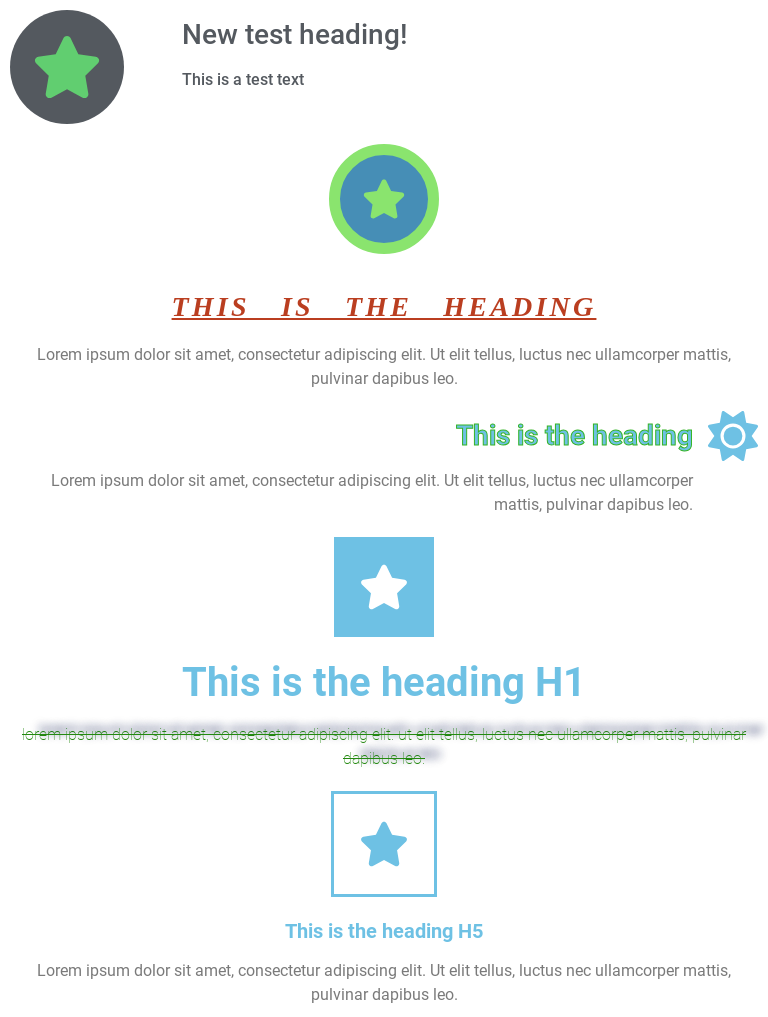 New test heading!
This is a test text
THIS IS THE HEADING
Lorem ipsum dolor sit amet, consectetur adipiscing elit. Ut elit tellus, luctus nec ullamcorper mattis,
pulvinar dapibus leo.
This is the heading
Lorem ipsum dolor sit amet, consectetur adipiscing elit. Ut elit tellus, luctus nec ullamcorper
mattis, pulvinar dapibus leo.
This is the heading H1
lorem ipsum dolor sit amet, consectetur adipiscing elit. ut elit tellus, luctus nec ullamcorper mattis, pulvinar
dapibus leo.
This is the heading H5
Lorem ipsum dolor sit amet, consectetur adipiscing elit. Ut elit tellus, luctus nec ullamcorper mattis,
pulvinar dapibus leo.